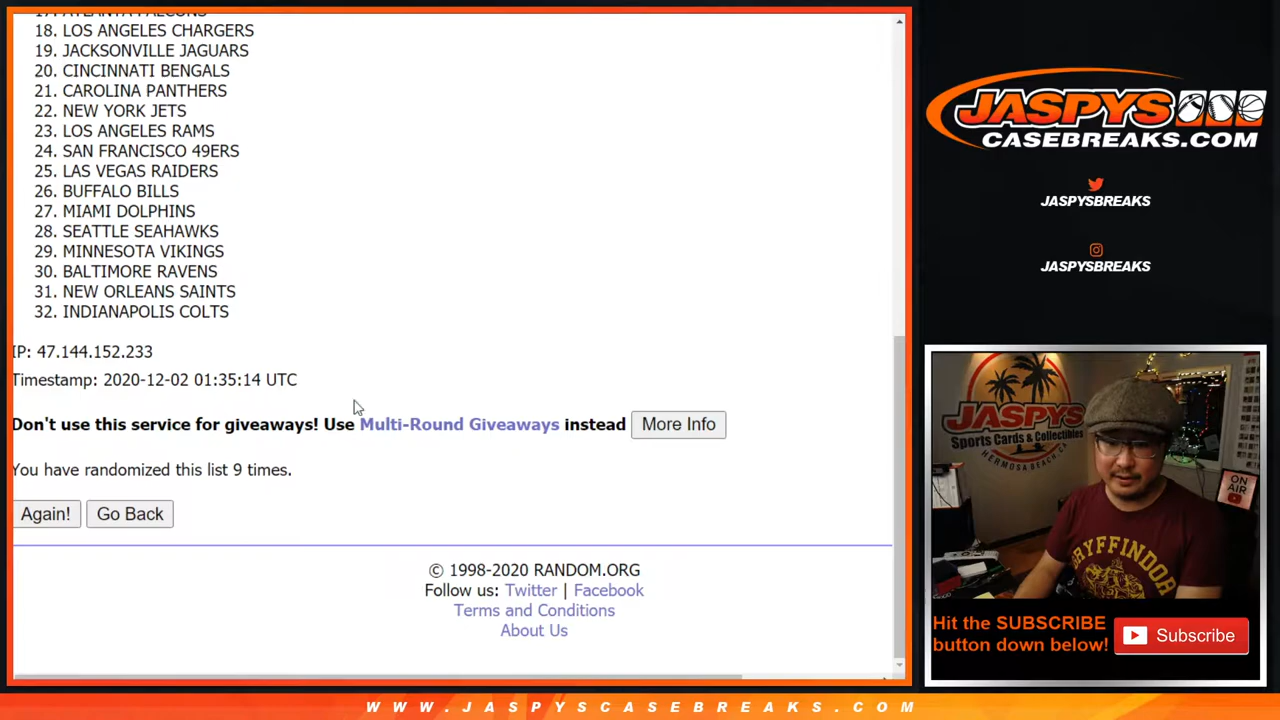 17. ATLANTA FALCONS
18. LOS ANGELES CHARGERS
19. JACKSONVILLE JAGUARS
20. CINCINNATI BENGALS
21. CAROLINA PANTHERS
22. NEW YORK JETS
23. LOS ANGELES RAMS
24. SAN FRANCISCO 49ERS
25. LAS VEGAS RAIDERS
26. BUFFALO BILLS
27. MIAMI DOLPHINS
28. SEATTLE SEAHAWKS
29. MINNESOTA VIKINGS
30. BALTIMORE RAVENS
31. NEW ORLEANS SAINTS
32. INDIANAPOLIS COLTS
IP: 47.144.152.233
Timestamp: 2020-12-02 01:35:14 UTC
Don't use this service for giveaways! Use Multi-Round Giveaways instead More Info
You have randomized this list 9 times.
Again! Go Back
© 1998-2020 RANDOM.ORG
Follow us: Twitter | Facebook
Terms and Conditions
About Us
JASPYS
CASEBREAKS.COM
JASPYSBREAKS
JASPYSBREAKS
JASPYS
Sports Cards & Collectibles
HERMOSA BEACH, CA
ON AIR
GRYFFINDOR
Hit the SUBSCRIBE
button down below!
Subscribe
WWW.JASPYSCASEBREAKS.COM